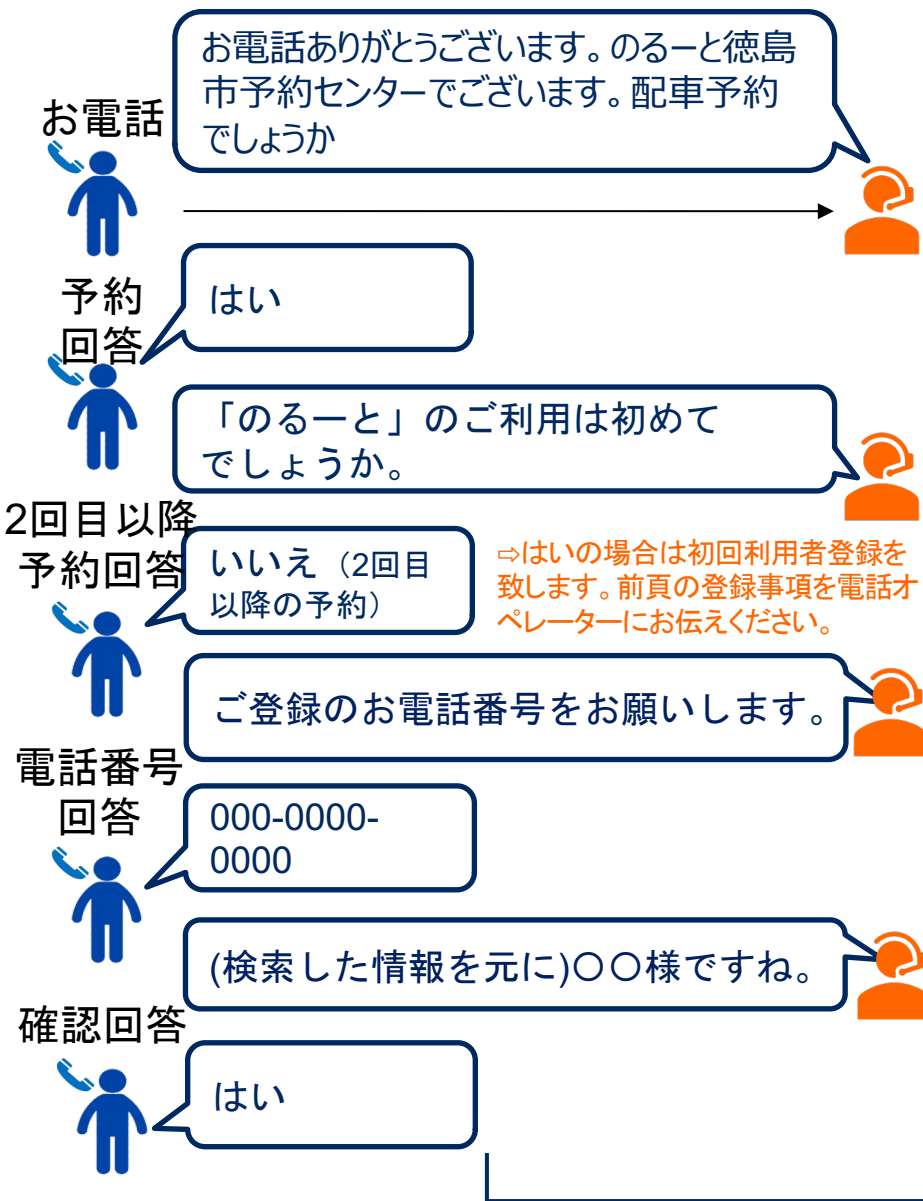 お電話ありがとうございます。のるーと徳島
市予約センターでございます。配車予約
でしょうか
お電話
予約
回答
はい
「のるーと」のご利用は初めて
でしょうか。
2回目以降
予約回答
いいえ（2回目
以降の予約）
⇨はいの場合は初回利用者登録を
致します。前頁の登録事項を電話オ
ペレーターにお伝えください。
ご登録のお電話番号をお願いします。
電話番号
回答
000-0000-
0000
(検索した情報を元に)〇〇様ですね。
確認回答
はい